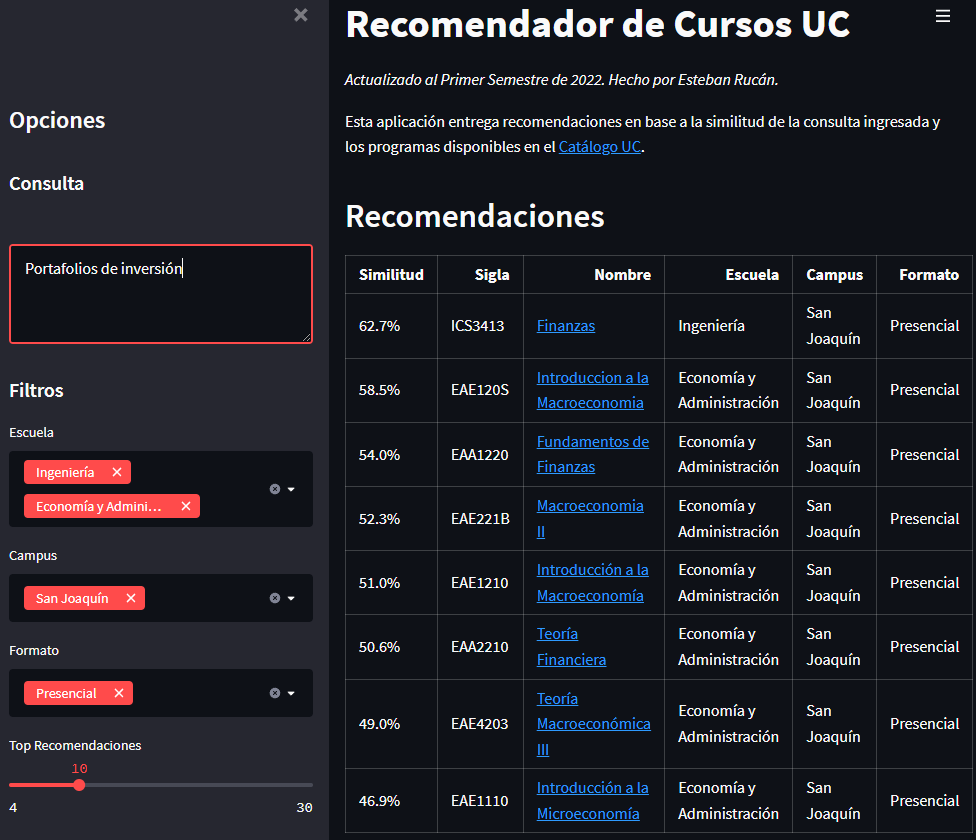 Opciones
Consulta
Portafolios de inversión
Filtros
Escuela
Ingeniería
Economía y Admini...
Campus
San Joaquín
Formato
Presencial
Top Recomendaciones
10
4 30
Recomendador de Cursos UC
Actualizado al Primer Semestre de 2022. Hecho por Esteban Rucán.
Esta aplicación entrega recomendaciones en base a la similitud de la consulta ingresada y
los programas disponibles en el Catálogo UC.
Recomendaciones
Similitud Sigla Nombre Escuela Campus Formato
62.7% ICS3413 Finanzas Ingeniería San Joaquín Presencial
58.5% EAE120S Introduccion a la Macroeconomia Economía y Administración San Joaquín Presencial
54.0% EAA1220 Fundamentos de Finanzas Economía y Administración San Joaquín Presencial
52.3% EAE221B Macroeconomia II Economía y Administración San Joaquín Presencial
51.0% EAE1210 Introducción a la Macroeconomía Economía y Administración San Joaquín Presencial
50.6% EAA2210 Teoría Financiera Economía y Administración San Joaquín Presencial
49.0% EAE4203 Teoría Macroeconómica III Economía y Administración San Joaquín Presencial
46.9% EAE1110 Introducción a la Microeconomía Economía y Administración San Joaquín Presencial